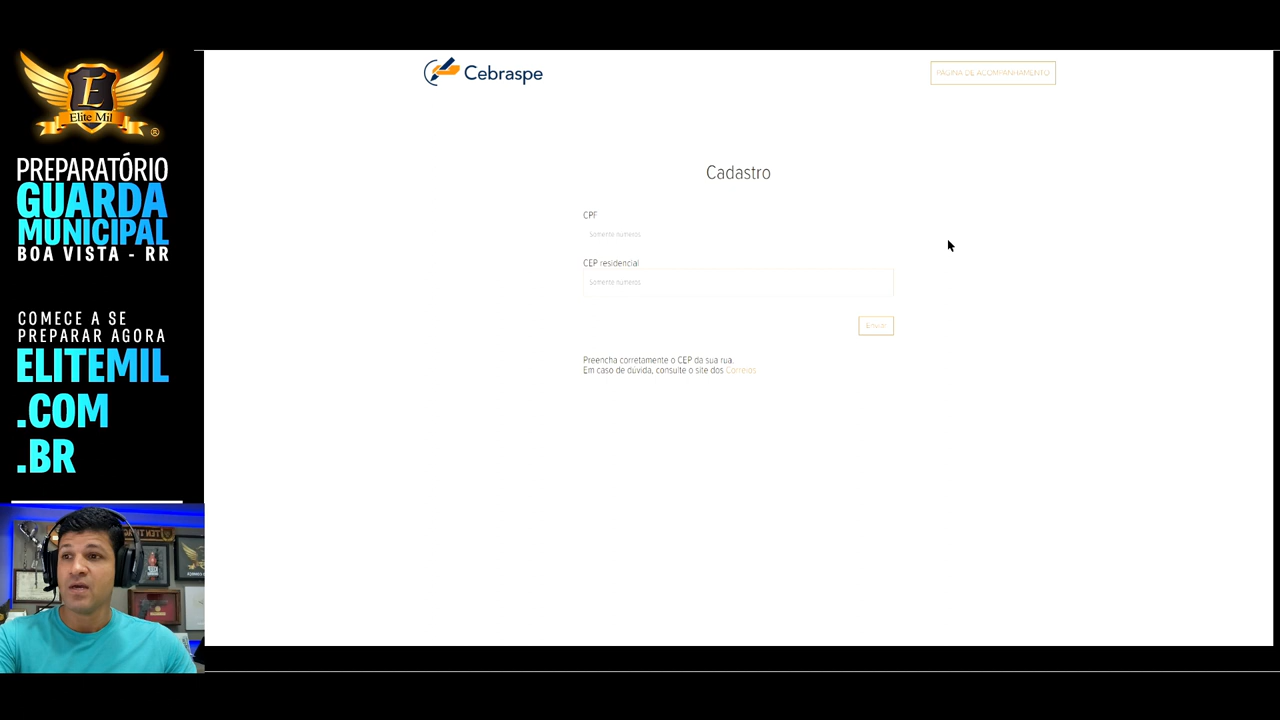 Elite Mil
®
PREPARATÓRIO
GUARDA
MUNICIPAL
BOA VISTA - RR
COMECE A SE
PREPARAR AGORA
ELITEMIL
.COM
.BR
Cebraspe
PÁGINA DE ACOMPANHAMENTO
Cadastro
CPF
Somente números
CEP residencial
Somente números
Enviar
Preencha corretamente o CEP da sua rua.
Em caso de dúvida, consulte o site dos Correios